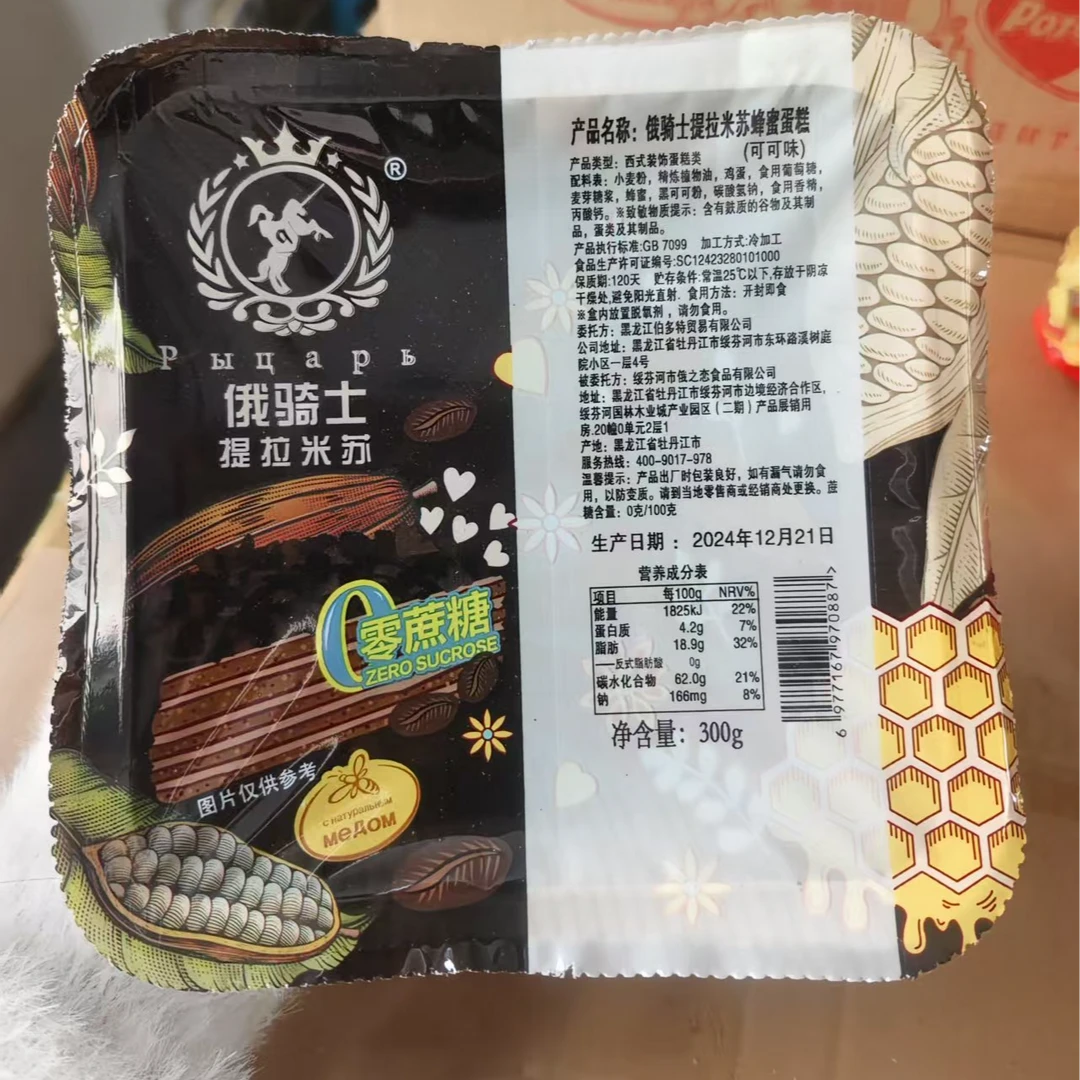 ®
Рыцарь
俄骑士
提拉米苏
零蔗糖
ZERO SUCROSE
图片仅供参考
с натуральным
медом
产品名称：俄骑士提拉米苏蜂蜜蛋糕
(可可味)
产品类型：西式装饰蛋糕类
配料表：小麦粉，精炼植物油，鸡蛋，食用葡萄糖，
麦芽糖浆，蜂蜜，黑可可粉，碳酸氢钠，食用香精，
丙酸钙。※致敏物质提示：含有麸质的谷物及其制
品，蛋类及其制品。
产品执行标准:GB 7099 加工方式:冷加工
食品生产许可证编号:SC12423280101000
保质期:120天 贮存条件:常温25℃以下,存放于阴凉
干燥处,避免阳光直射. 食用方法：开封即食
※盒内放置脱氧剂，请勿食用。
委托方：黑龙江伯多特贸易有限公司
公司地址：黑龙江省牡丹江市绥芬河市东环路溪树庭
院小区一层4号
被委托方：绥芬河市俄之态食品有限公司
地址：黑龙江省牡丹江市绥芬河市边境经济合作区，
绥芬河国林木业城产业园区（二期）产品展销用
房.20幢0单元2层1
产地：黑龙江省牡丹江市
服务热线：400-9017-978
温馨提示：产品出厂时包装良好，如有漏气请勿食
用，以防变质。请到当地零售商或经销商处更换。蔗
糖含量：0克/100克
生产日期：2024年12月21日
营养成分表
项目 每100g NRV%
能量 1825kJ 22%
蛋白质 4.2g 7%
脂肪 18.9g 32%
——反式脂肪酸 0g
碳水化合物 62.0g 21%
钠 166mg 8%
净含量：300g
6 977167 970887 >